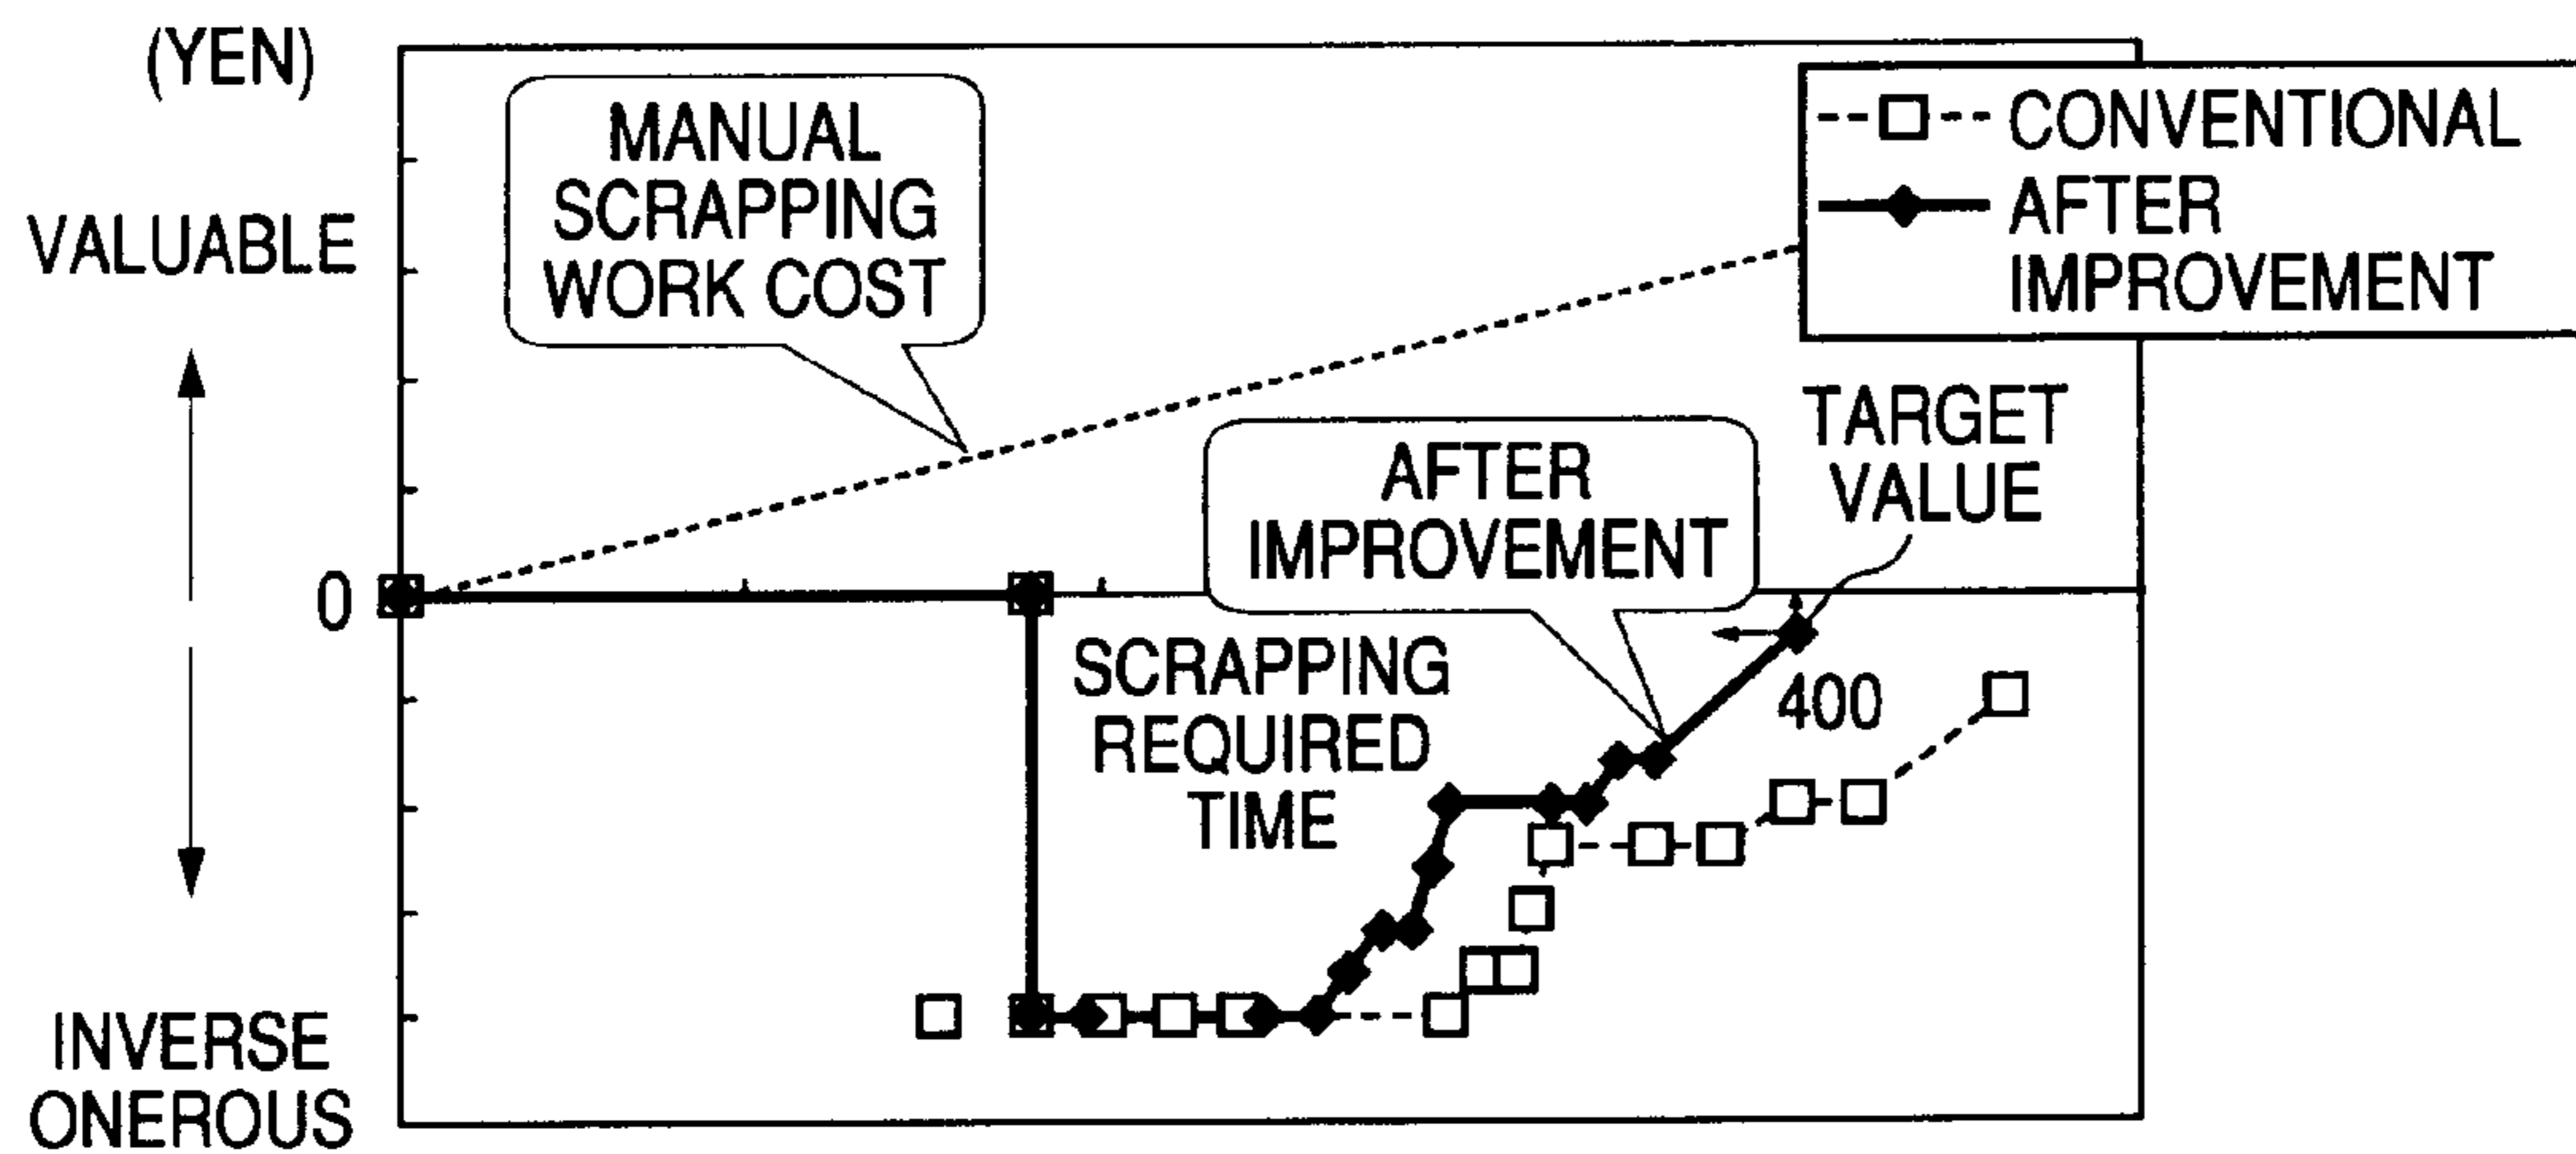 (YEN)
VALUABLE
0
INVERSE
ONEROUS
MANUAL
SCRAPPING
WORK COST
CONVENTIONAL
AFTER
IMPROVEMENT
TARGET
VALUE
AFTER
IMPROVEMENT
SCRAPPING
REQUIRED
TIME
400